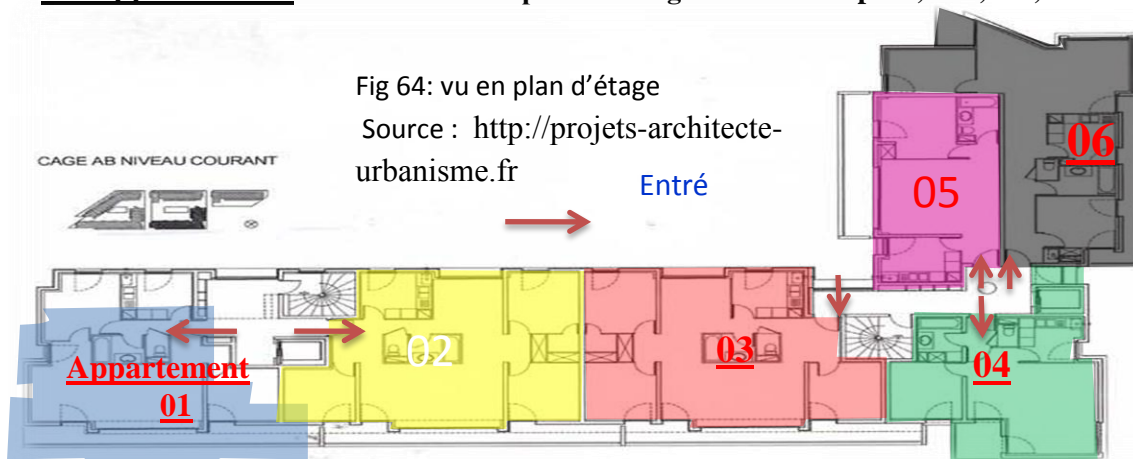 Fig 64: vu en plan d’étage
Source : http://projets-architecte-
urbanisme.fr
CAGE AB NIVEAU COURANT
Entré
06
05
02
03
04
Appartement
01